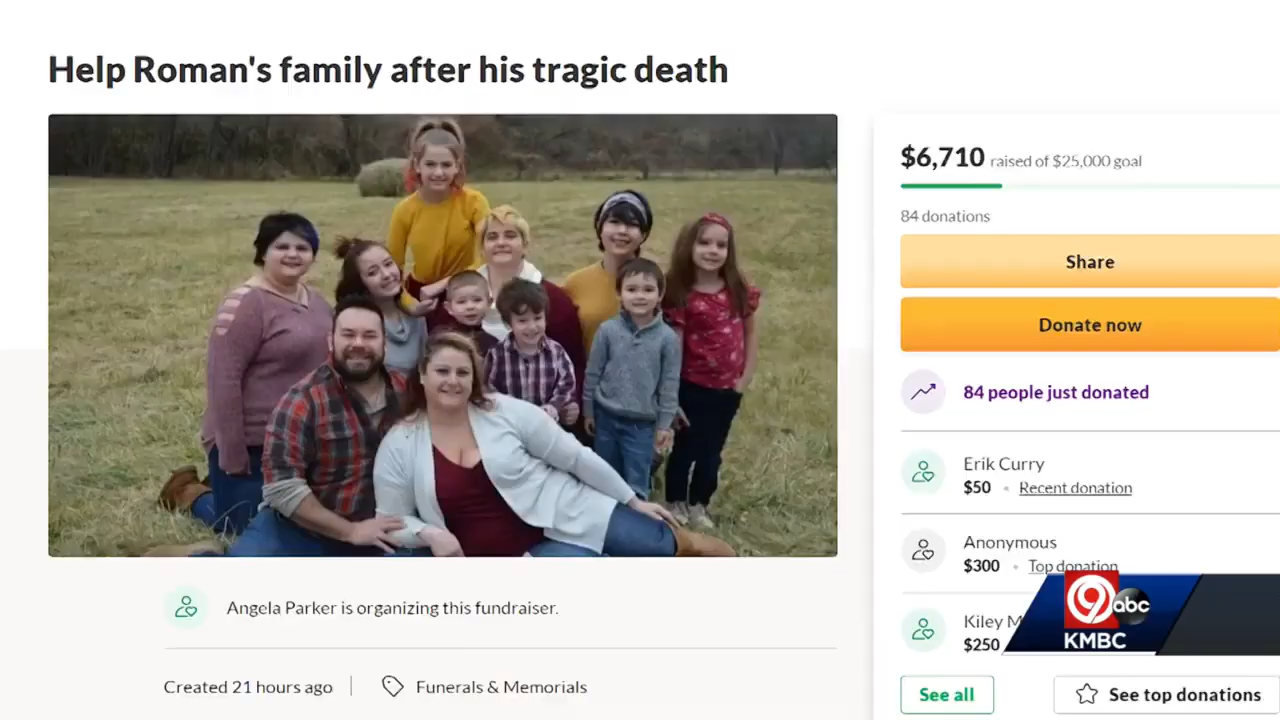 Help Roman's family after his tragic death
$6,710 raised of $25,000 goal
84 donations
Share
Donate now
84 people just donated
Erik Curry
$50 • Recent donation
Anonymous
$300 • Top donation
Kiley
$250
See all
See top donations
Angela Parker is organizing this fundraiser.
Created 21 hours ago
Funerals & Memorials
9 abc
KMBC